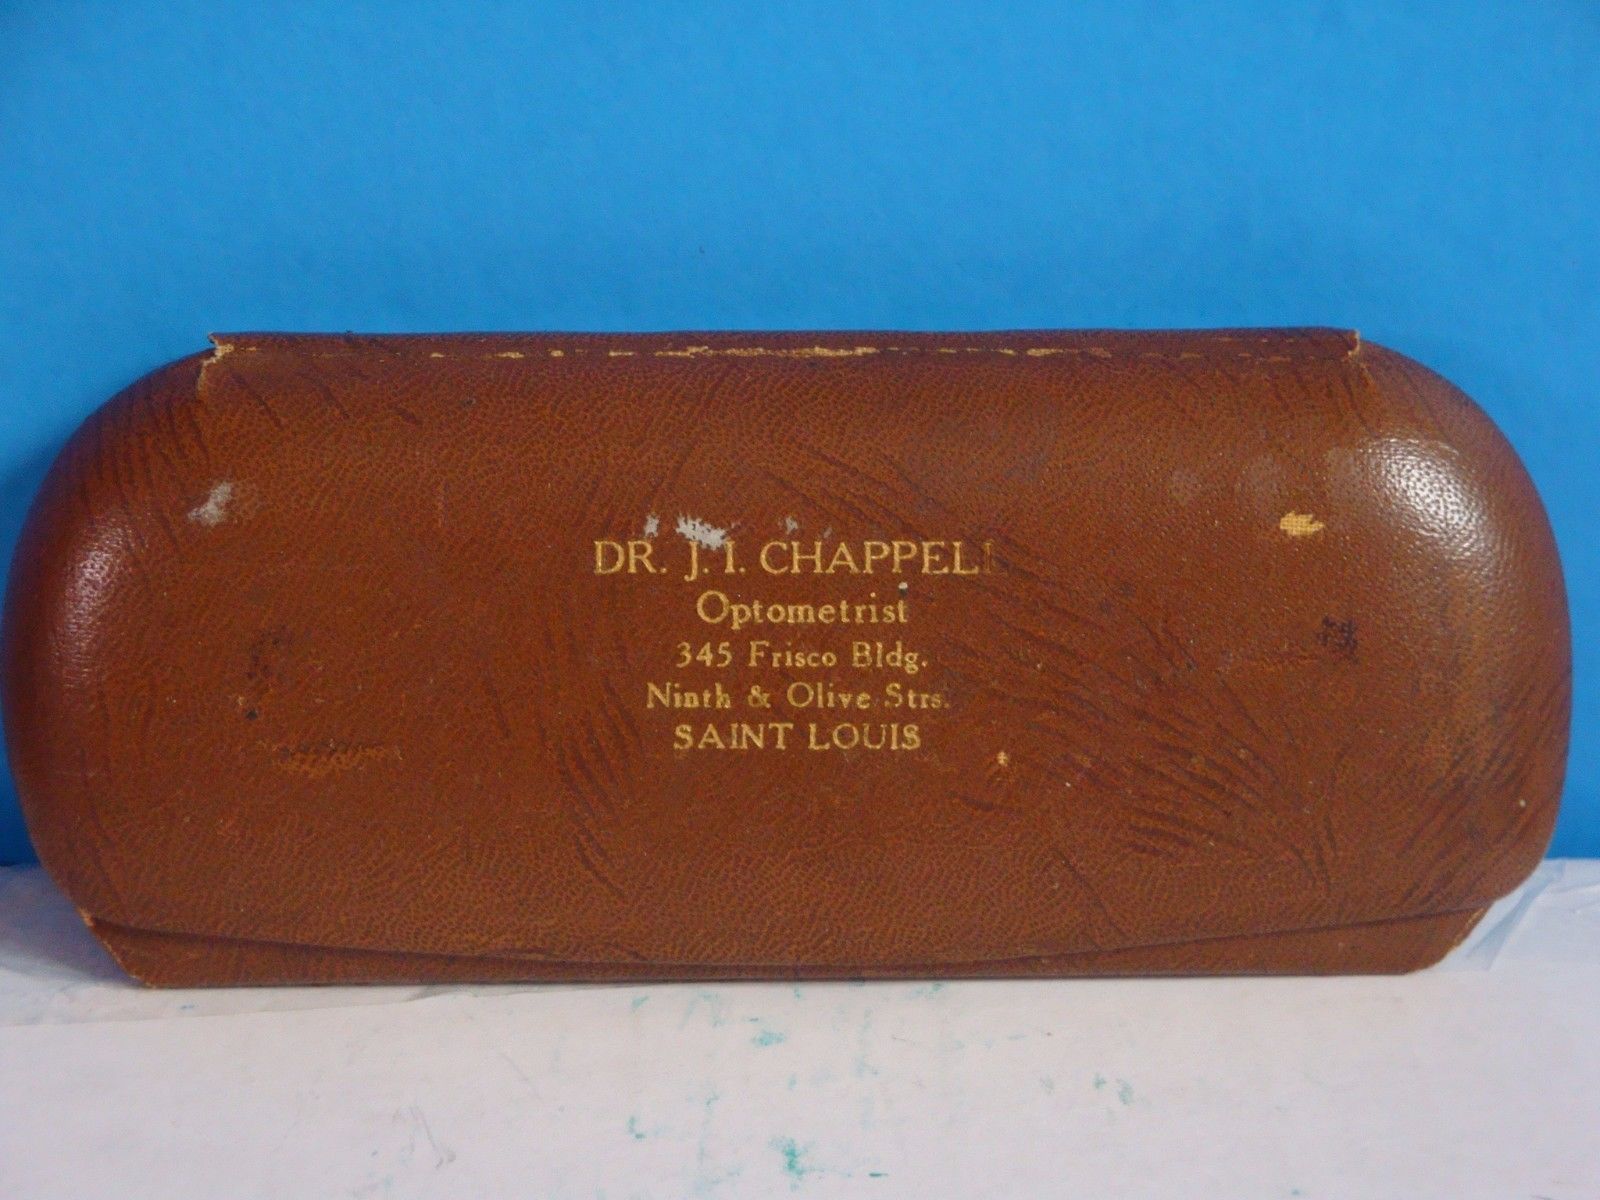 DR. J. I. CHAPPELL
Optometrist
345 Frisco Bldg.
Ninth & Olive Strs.
SAINT LOUIS